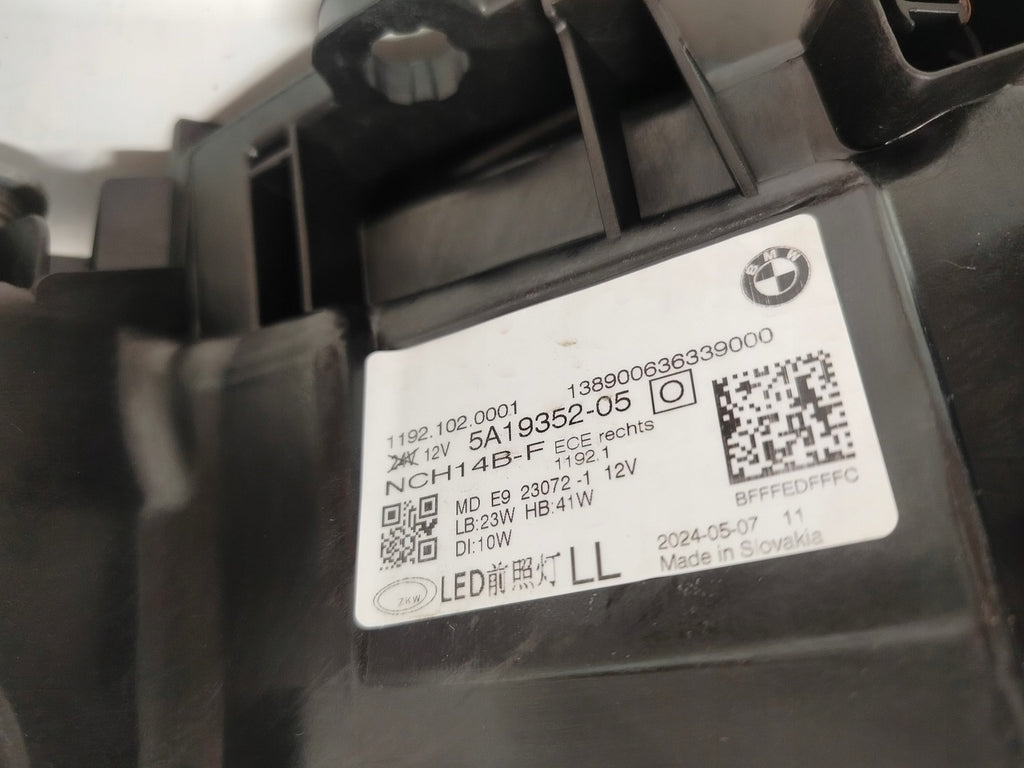 BMW
1192.102.0001 138900636339000
24V 12V 5A19352-05 O
NCH14B-F ECE rechts
1192.1
MD E9 23072 -1 12V
LB:23W HB:41W
DI:10W
BFFFEDFFFC
2024-05-07 11
Made in Slovakia
ZKW LED前照灯 LL